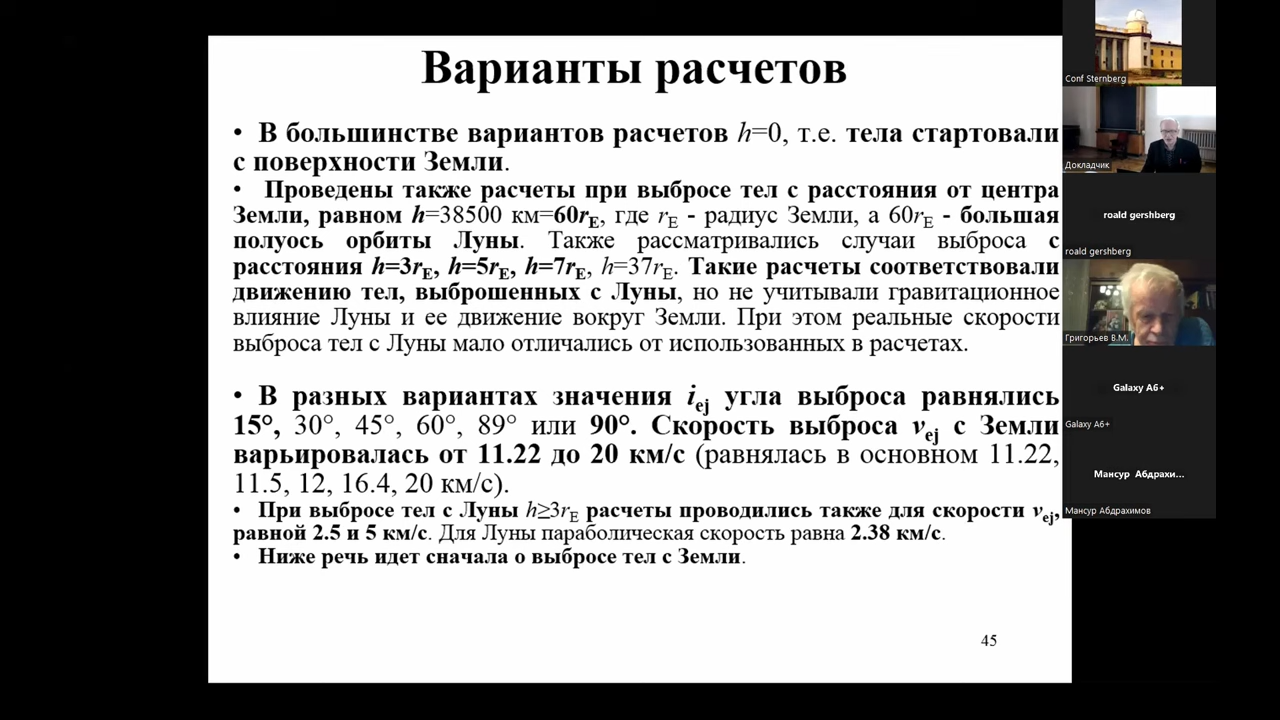 Варианты расчетов
• В большинстве вариантов расчетов h=0, т.е. тела стартовали
с поверхности Земли.
• Проведены также расчеты при выбросе тел с расстояния от центра
Земли, равном h=38500 км=60rE, где rE - радиус Земли, а 60rE - большая
полуось орбиты Луны. Также рассматривались случаи выброса с
расстояния h=3rE, h=5rE, h=7rE, h=37rE. Такие расчеты соответствовали
движению тел, выброшенных с Луны, но не учитывали гравитационное
влияние Луны и ее движение вокруг Земли. При этом реальные скорости
выброса тел с Луны мало отличались от использованных в расчетах.
• В разных вариантах значения iej угла выброса равнялись
15°, 30°, 45°, 60°, 89° или 90°. Скорость выброса vej с Земли
варьировалась от 11.22 до 20 км/с (равнялась в основном 11.22,
11.5, 12, 16.4, 20 км/с).
• При выбросе тел с Луны h≥3rE расчеты проводились также для скорости vej,
равной 2.5 и 5 км/с. Для Луны параболическая скорость равна 2.38 км/с.
• Ниже речь идет сначала о выбросе тел с Земли.
45
Conf Sternberg
Докладчик
roald gershberg
roald gershberg
Григорьев В.М.
Galaxy A6+
Galaxy A6+
Мансур Абдрахи...
Мансур Абдрахимов